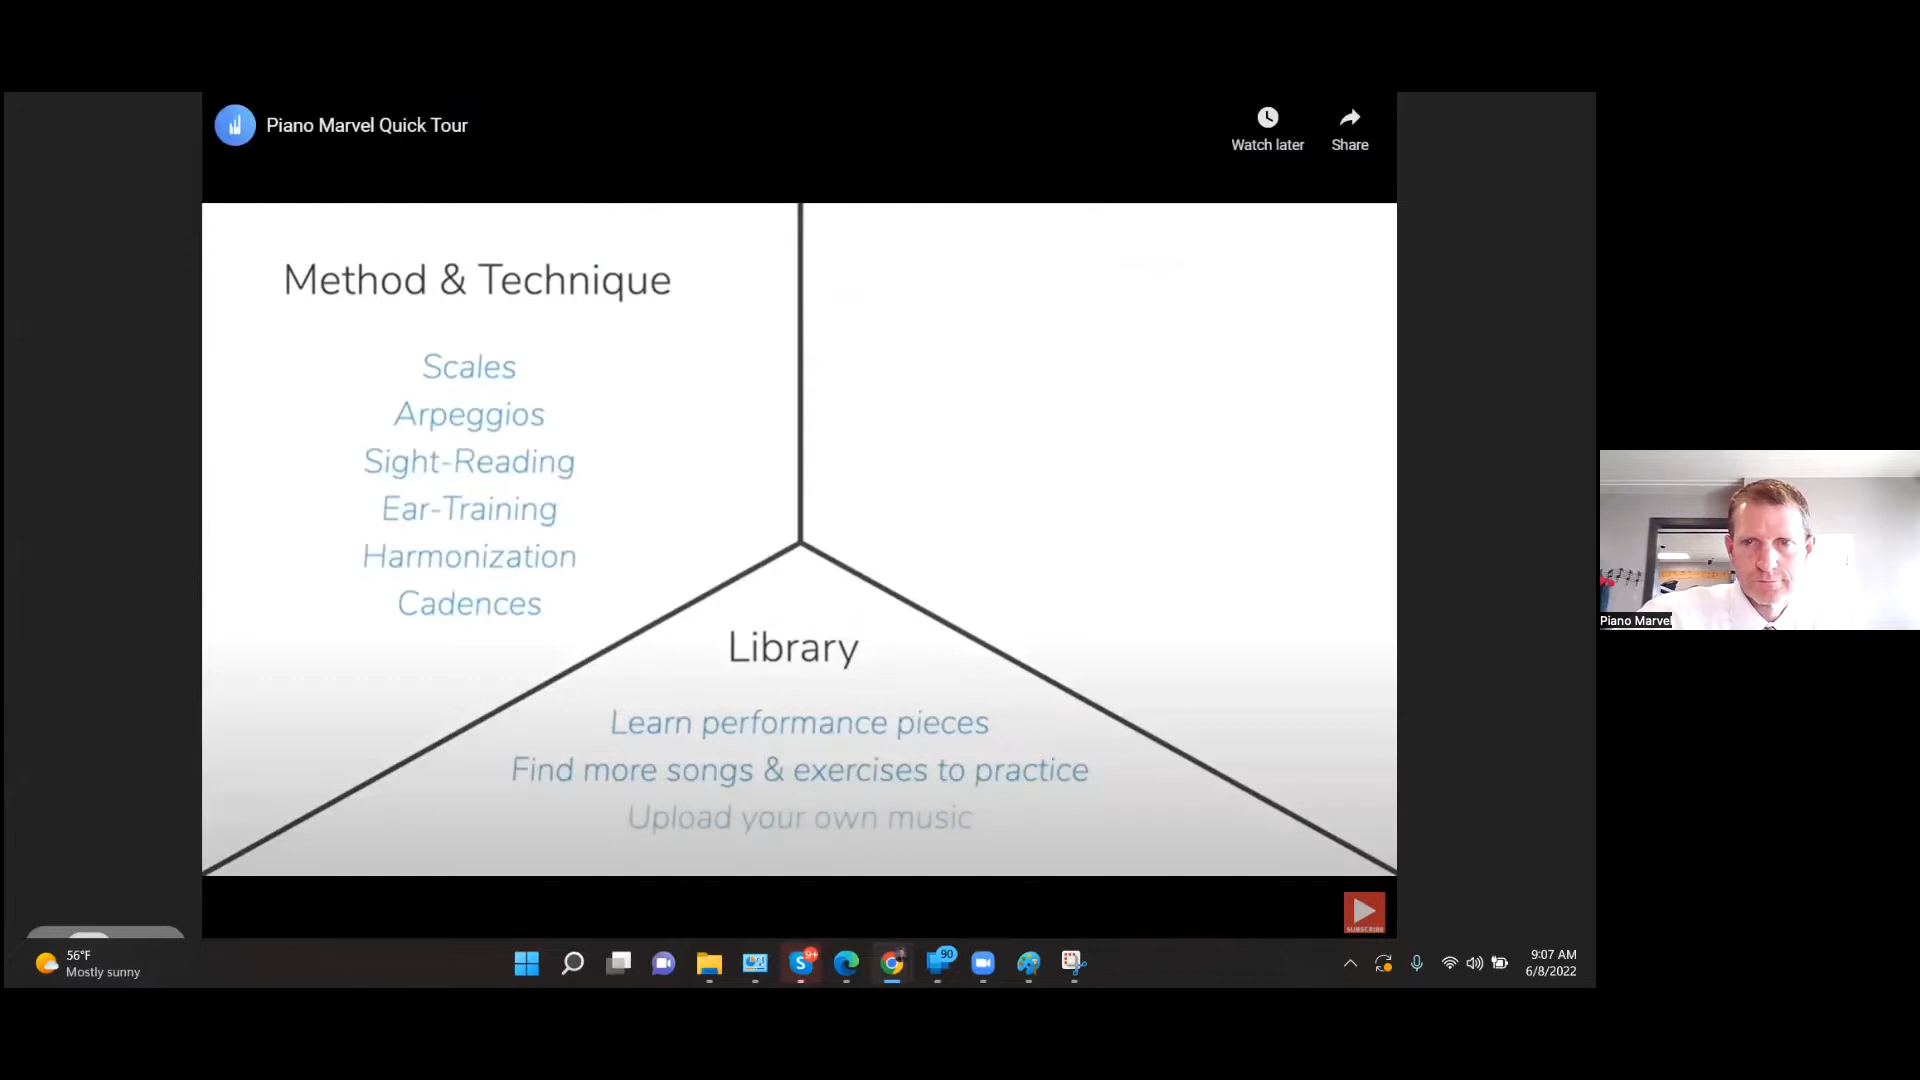 Piano Marvel Quick Tour
Watch later
Share
Method & Technique
Scales
Arpeggios
Sight-Reading
Ear-Training
Harmonization
Cadences
Library
Learn performance pieces
Find more songs & exercises to practice
Upload your own music
SUBSCRIBE
Piano Marvel
56°F
Mostly sunny
9+
90
9:07 AM
6/8/2022